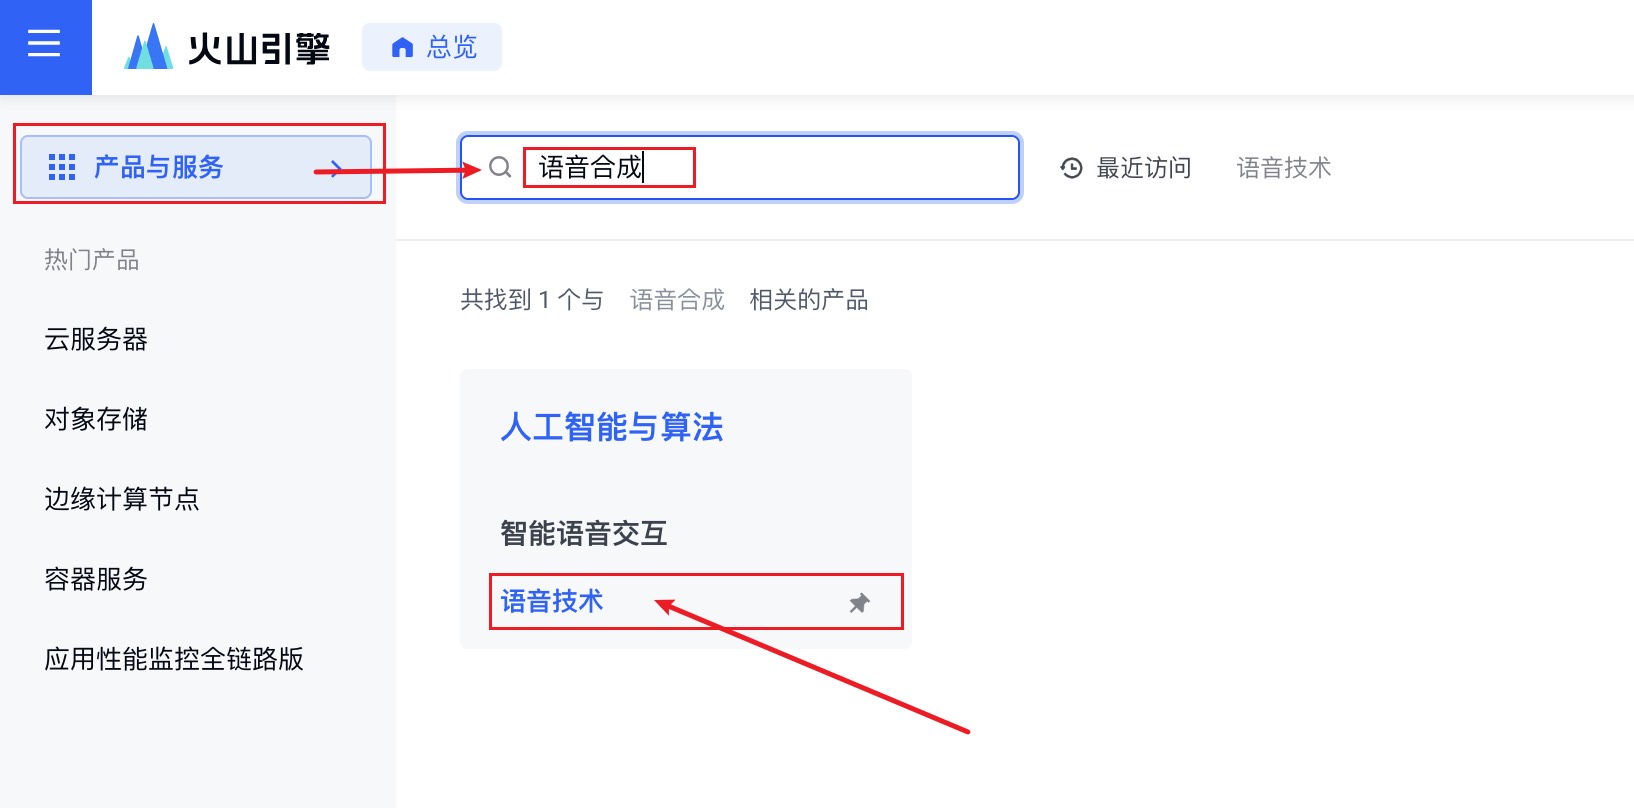 火山引擎
总览
产品与服务
语音合成
最近访问
语音技术
热门产品
云服务器
对象存储
边缘计算节点
容器服务
应用性能监控全链路版
共找到 1 个与 语音合成 相关的产品
人工智能与算法
智能语音交互
语音技术